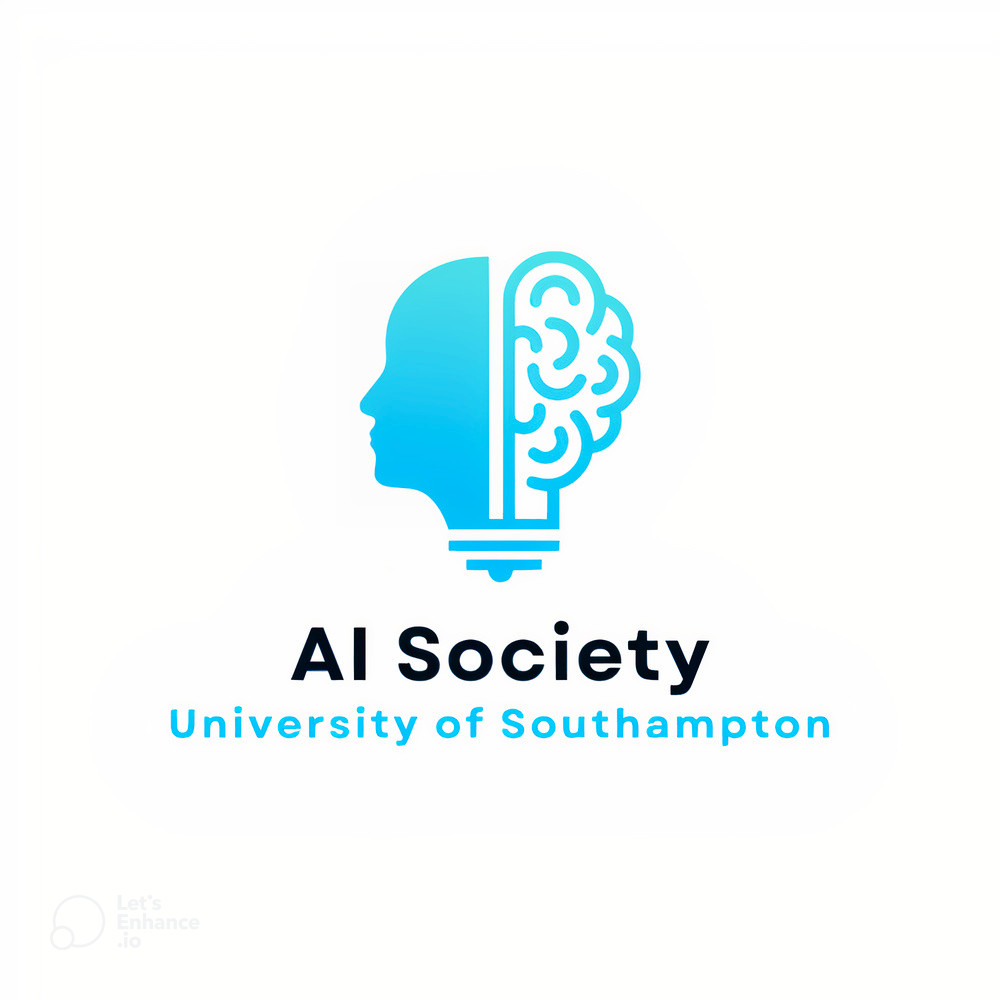 AI Society
University of Southampton
Let's
Enhance
.io